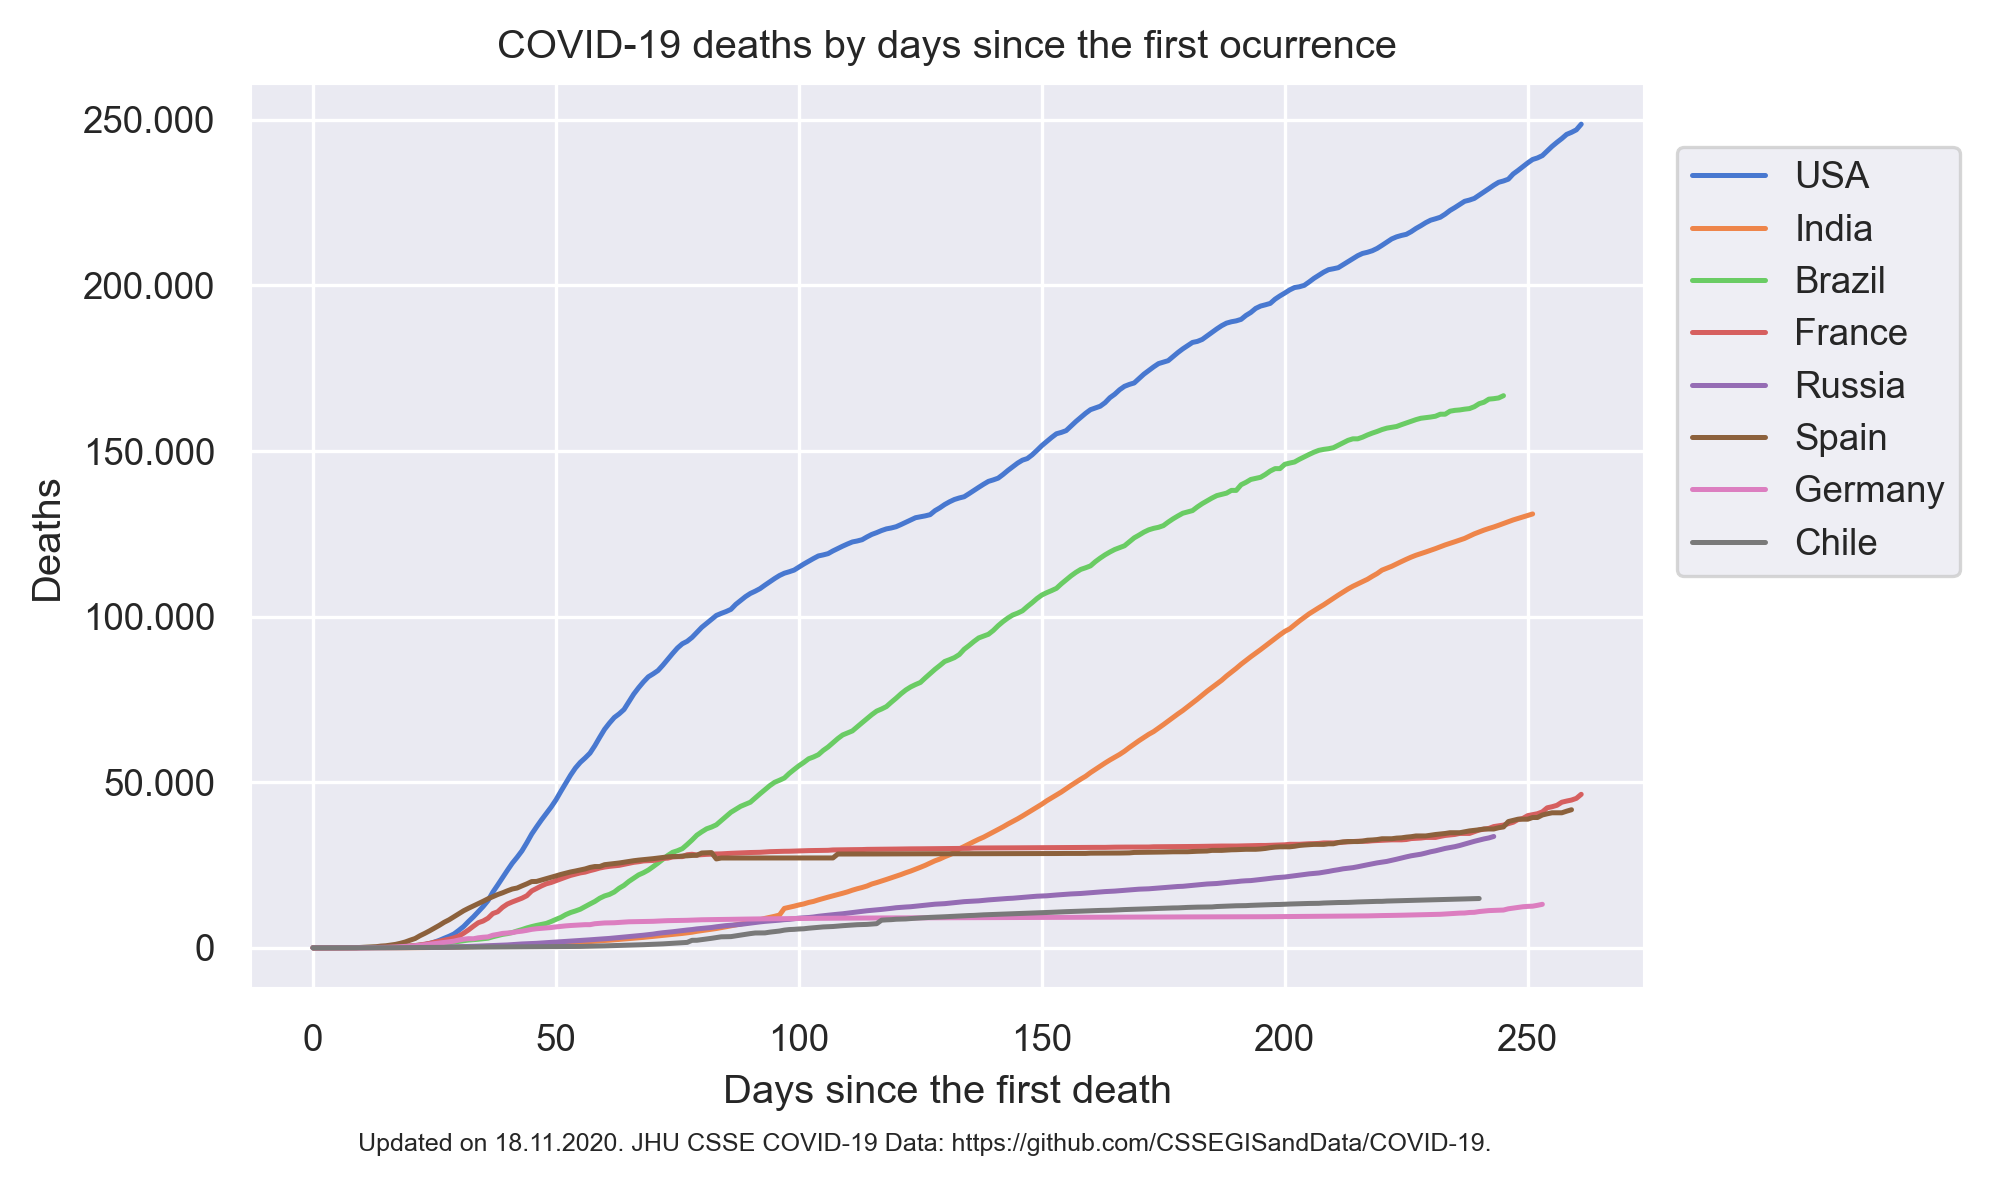 COVID-19 deaths by days since the first ocurrence
250.000
200.000
150.000
100.000
50.000
0
Deaths
0 50 100 150 200 250
Days since the first death
USA
India
Brazil
France
Russia
Spain
Germany
Chile
Updated on 18.11.2020. JHU CSSE COVID-19 Data: https://github.com/CSSEGISandData/COVID-19.